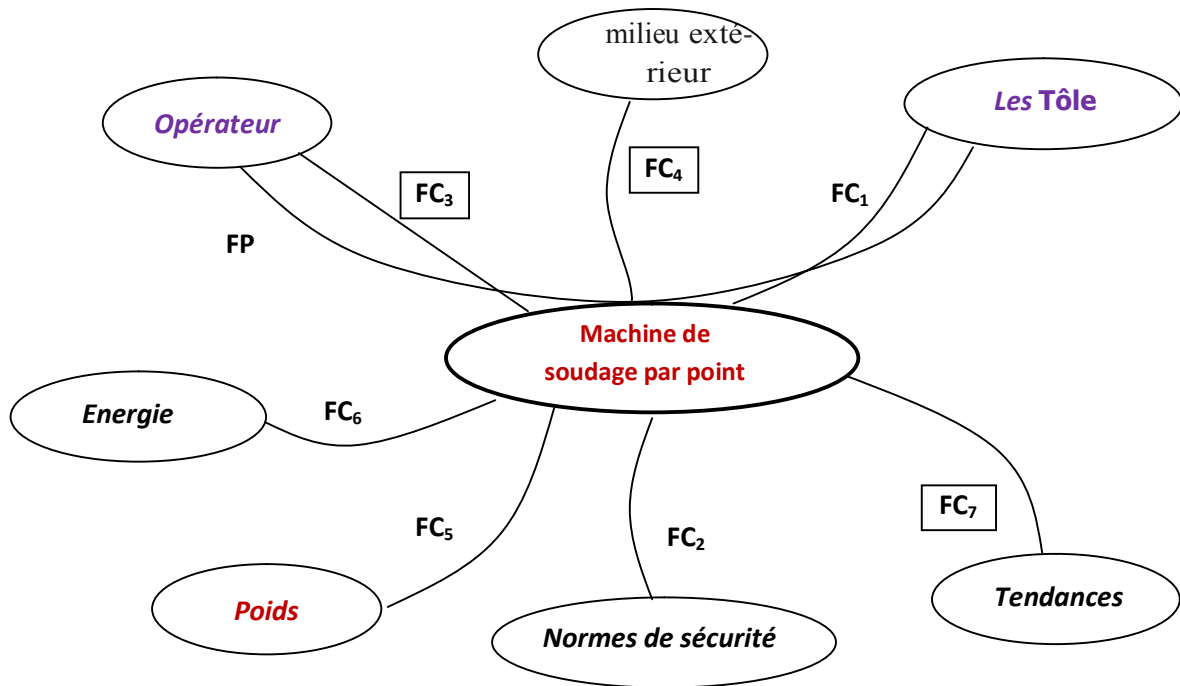 milieu exté-
rieur
Opérateur
Les Tôle
FC₃
FC₄
FC₁
FP
Machine de
soudage par point
Energie
FC₆
FC₅
FC₂
FC₇
Poids
Normes de sécurité
Tendances